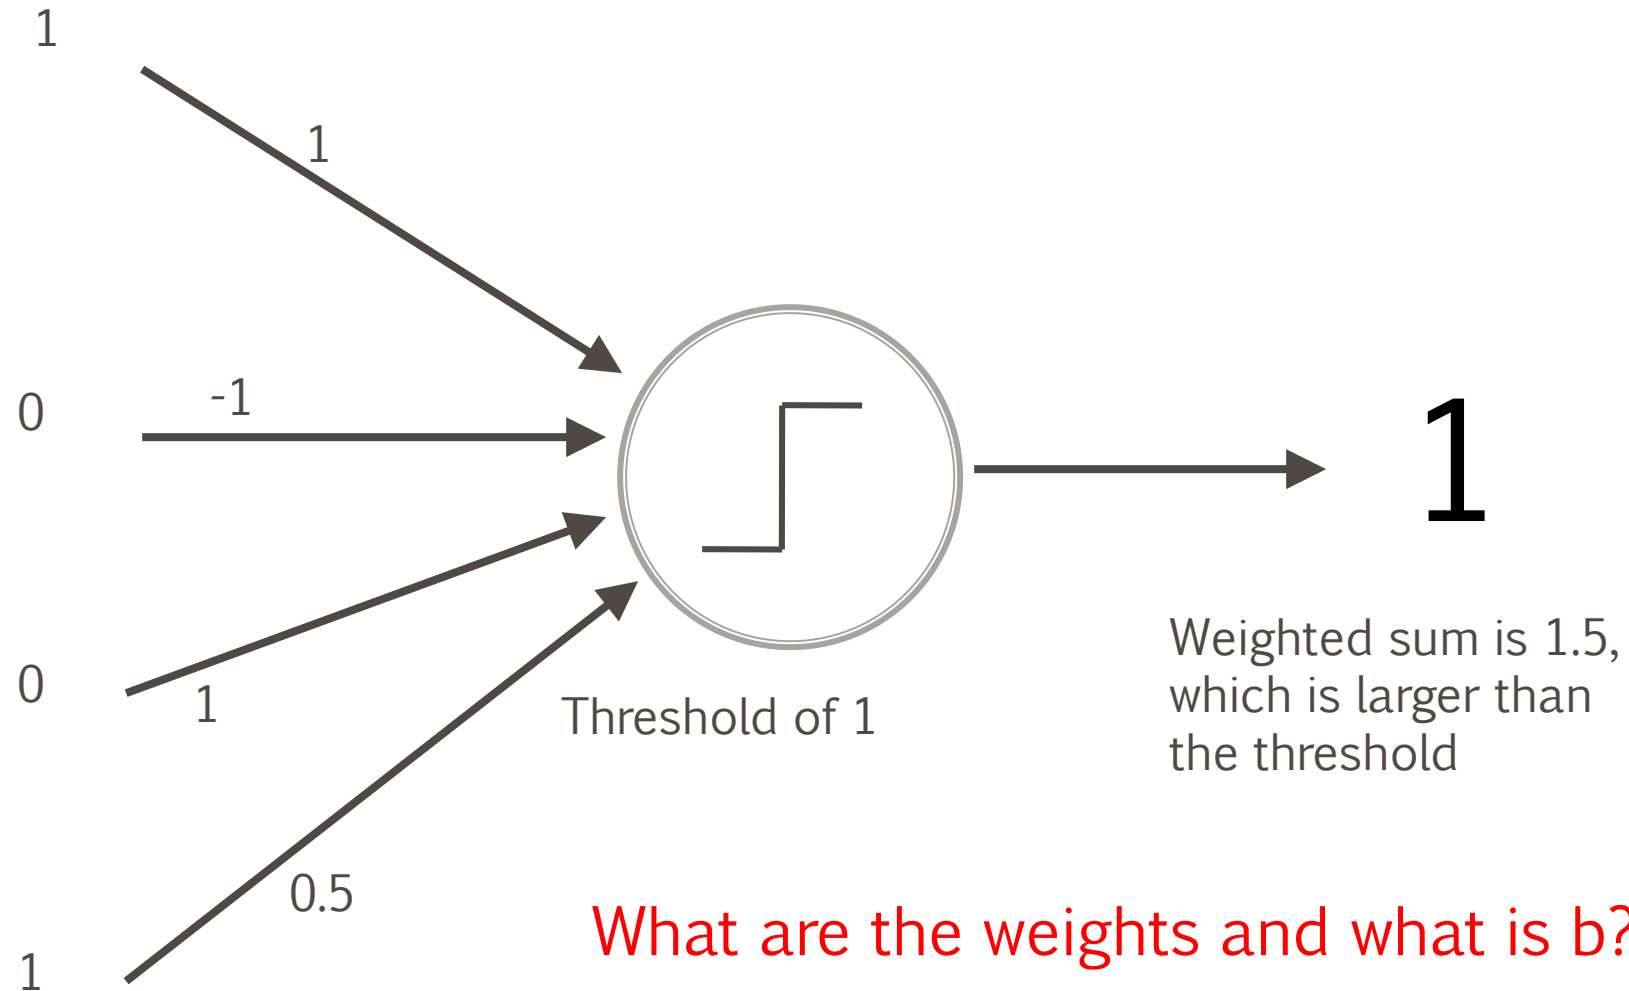 1
1
-1
0
1
0
1
Threshold of 1
Weighted sum is 1.5,
which is larger than
the threshold
0.5
What are the weights and what is b?
1